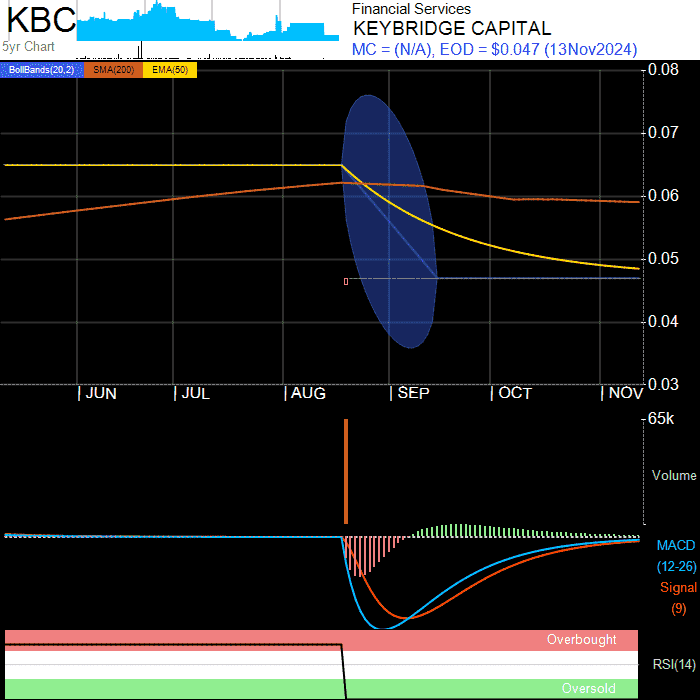 KBC
5yr Chart
Financial Services
KEYBRIDGE CAPITAL
MC = (N/A), EOD = $0.047 (13Nov2024)
BollBands(20,2) SMA(200) EMA(50)
0.08
0.07
0.06
0.05
0.04
0.03
| JUN | JUL | AUG | SEP | OCT | NOV
65k
Volume
MACD
(12-26)
Signal
(9)
Overbought
RSI(14)
Oversold